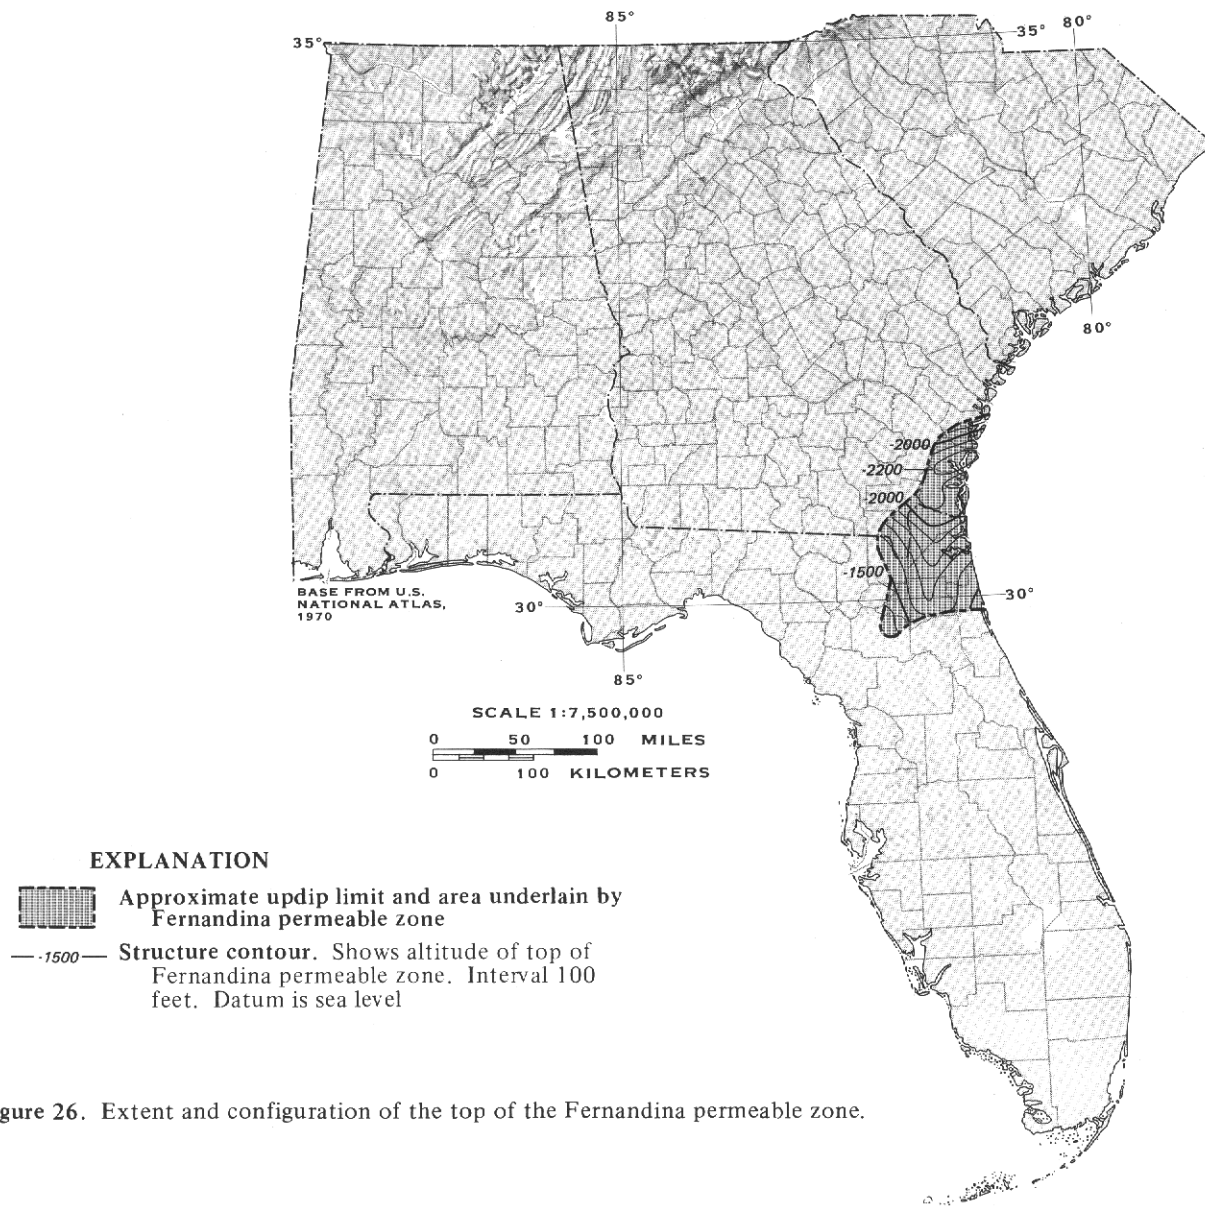 85°
35°
35°
80°
80°
-2000
-2200
-2000
-1500
BASE FROM U.S.
NATIONAL ATLAS,
1970
30°
30°
85°
SCALE 1:7,500,000
0 50 100 MILES
0 100 KILOMETERS
EXPLANATION
Approximate updip limit and area underlain by
Fernandina permeable zone
-1500 Structure contour. Shows altitude of top of
Fernandina permeable zone. Interval 100
feet. Datum is sea level
gure 26. Extent and configuration of the top of the Fernandina permeable zone.